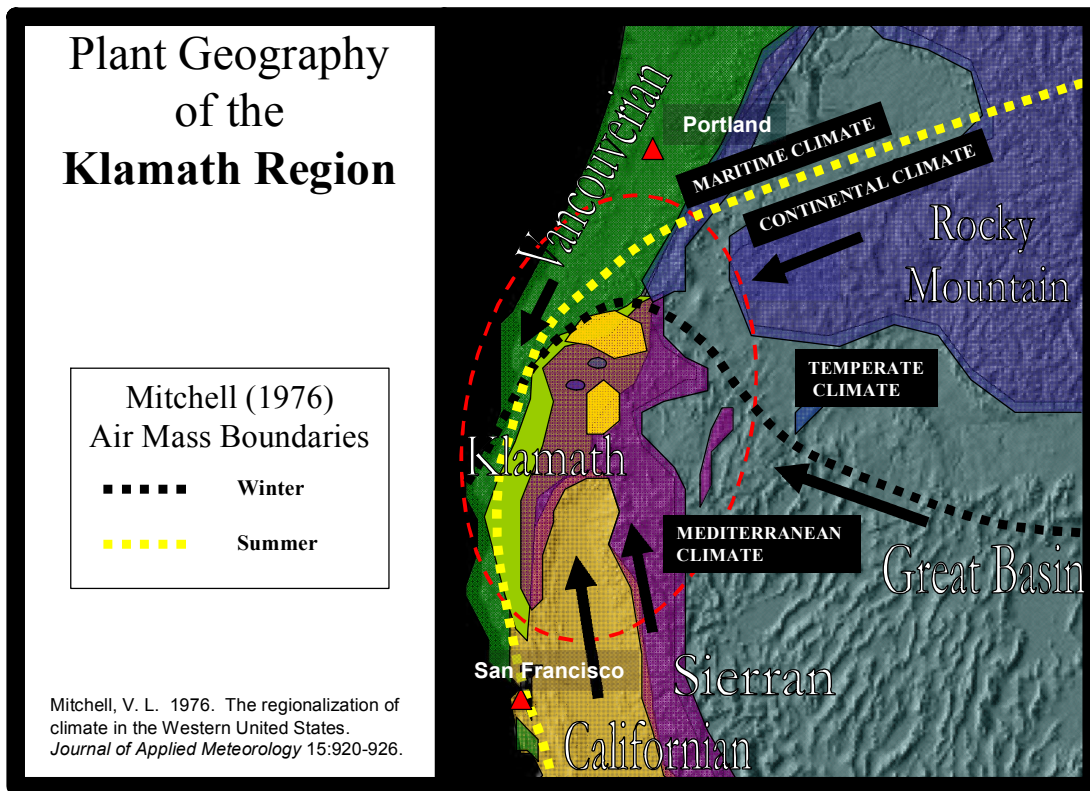 Plant Geography
of the
Klamath Region
Mitchell (1976)
Air Mass Boundaries
Winter
Summer
Mitchell, V. L.  1976.  The regionalization of
climate in the Western United States.
Journal of Applied Meteorology 15:920-926.
Vancouverian
Portland
MARITIME CLIMATE
CONTINENTAL CLIMATE
Rocky
Mountain
TEMPERATE
CLIMATE
Klamath
MEDITERRANEAN
CLIMATE
Great Basin
San Francisco
Sierran
Californian